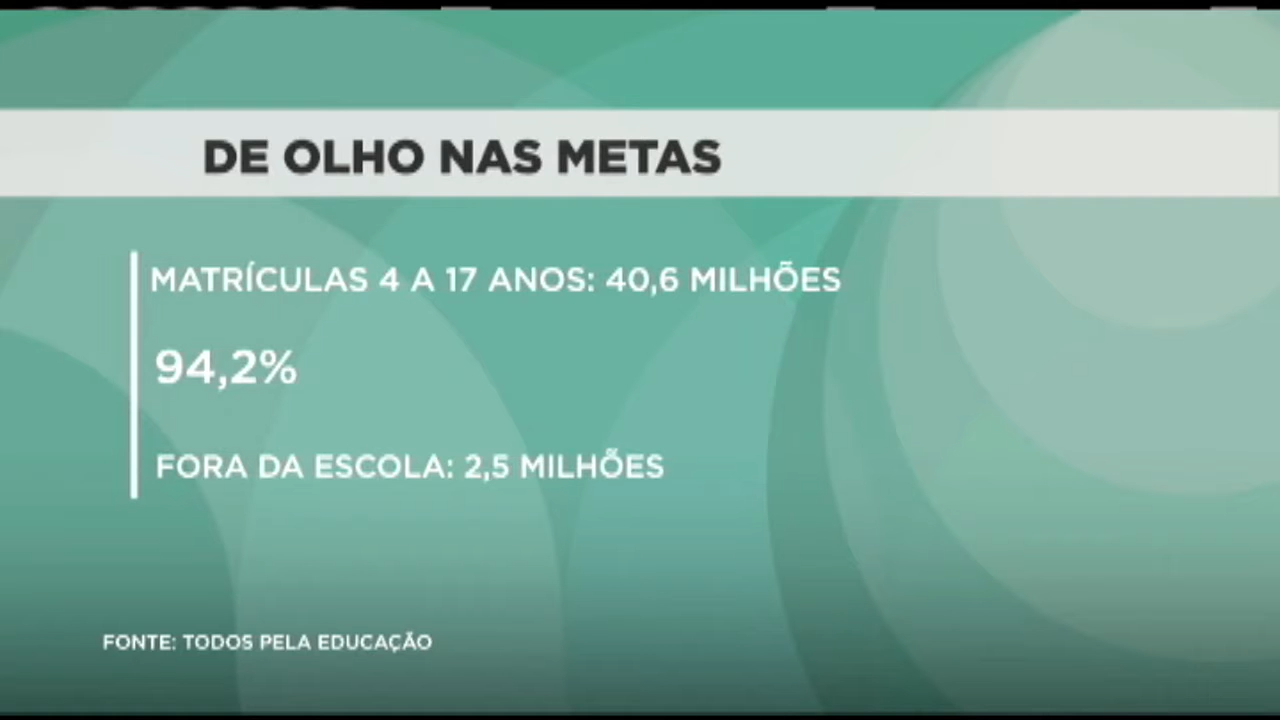 DE OLHO NAS METAS
MATRÍCULAS 4 A 17 ANOS: 40,6 MILHÕES
94,2%
FORA DA ESCOLA: 2,5 MILHÕES
FONTE: TODOS PELA EDUCAÇÃO